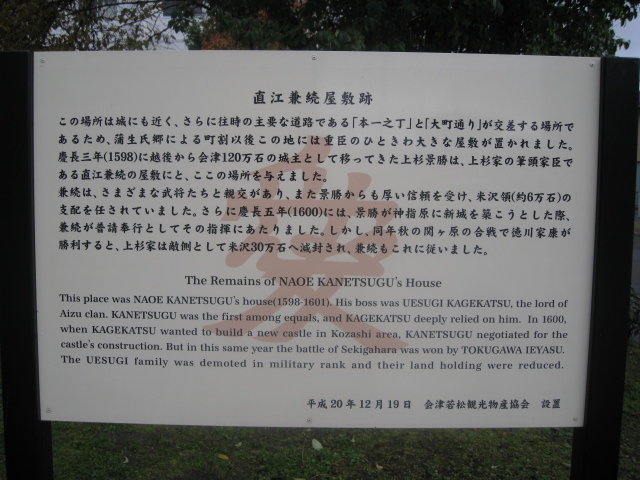 直江兼続屋敷跡
この場所は城にも近く、さらに往時の主要な道路である「本一之丁」と「大町通り」が交差する場所で
あるため、蒲生氏郷による町割以後この地には重臣のひときわ大きな屋敷が置かれました。
慶長三年(1598)に越後から会津120万石の城主として移ってきた上杉景勝は、上杉家の筆頭家臣で
ある直江兼続の屋敷にと、ここの場所を与えました。
兼続は、さまざまな武将たちと親交があり、また景勝からも厚い信頼を受け、米沢領(約6万石)の
支配を任されていました。さらに慶長五年(1600)には、景勝が神指原に新城を築こうとした際、
兼続が普請奉行としてその指揮にあたりました。しかし、同年秋の関ヶ原の合戦で徳川家康が
勝利すると、上杉家は敵側として米沢30万石へ減封され、兼続もこれに従いました。
The Remains of NAOE KANETSUGU's House
This place was NAOE KANETSUGU's house(1598-1601). His boss was UESUGI KAGEKATSU, the lord of
Aizu clan. KANETSUGU was the first among equals, and KAGEKATSU deeply relied on him. In 1600,
when KAGEKATSU wanted to build a new castle in Kozashi area, KANETSUGU negotiated for the
castle's construction. But in this same year the battle of Sekigahara was won by TOKUGAWA IEYASU.
The UESUGI family was demoted in military rank and their land holding were reduced.
平成20年12月19日 会津若松観光物産協会 設置
愛